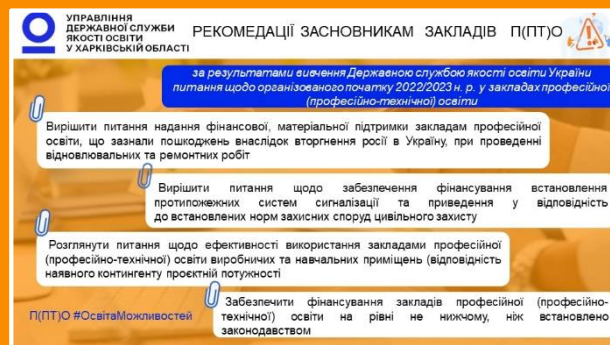 УПРАВЛІННЯ
ДЕРЖАВНОЇ СЛУЖБИ
ЯКОСТІ ОСВІТИ
У ХАРКІВСЬКІЙ ОБЛАСТІ
РЕКОМЕДАЦІЇ ЗАСНОВНИКАМ ЗАКЛАДІВ П(ПТ)О
за результатами вивчення Державною службою якості освіти України
питання щодо організованого початку 2022/2023 н. р. у закладах професійної
(професійно-технічної) освіти
Вирішити питання надання фінансової, матеріальної підтримки закладам професійної
освіти, що зазнали пошкоджень внаслідок вторгнення росії в Україну, при проведенні
відновлювальних та ремонтних робіт
Вирішити питання щодо забезпечення фінансування встановлення
протипожежних систем сигналізації та приведення у відповідність
до встановлених норм захисних споруд цивільного захисту
Розглянути питання щодо ефективності використання закладами професійної
(професійно-технічної) освіти виробничих та навчальних приміщень (відповідність
наявного контингенту проєктній потужності
Забезпечити фінансування закладів професійної (професійно-
технічної) освіти на рівні не нижчому, ніж встановлено
законодавством
П(ПТ)О #ОсвітаМожливостей